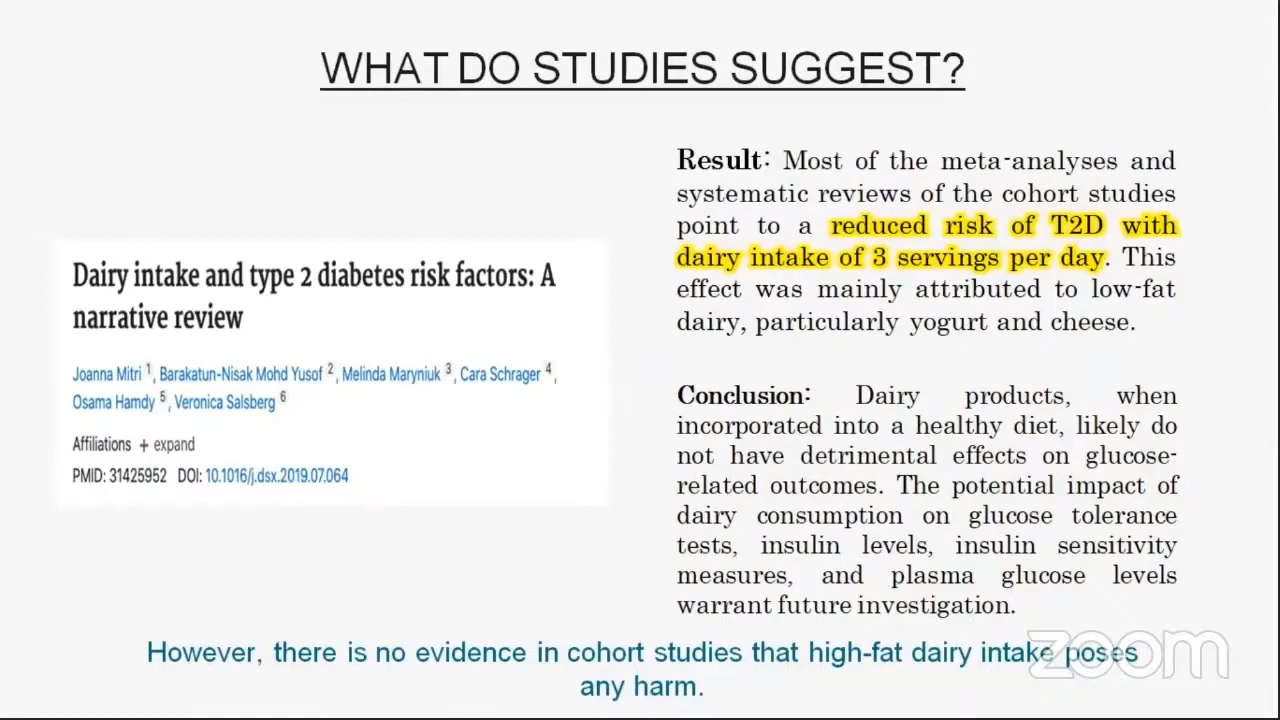 WHAT DO STUDIES SUGGEST?
Dairy intake and type 2 diabetes risk factors: A
narrative review
Joanna Mitri 1, Barakatun-Nisak Mohd Yusof 2, Melinda Maryniuk 3, Cara Schrager 4,
Osama Hamdy 5, Veronica Salsberg 6
Affiliations + expand
PMID: 31425952 DOI: 10.1016/j.dsx.2019.07.064
Result: Most of the meta-analyses and
systematic reviews of the cohort studies
point to a reduced risk of T2D with
dairy intake of 3 servings per day. This
effect was mainly attributed to low-fat
dairy, particularly yogurt and cheese.
Conclusion: Dairy products, when
incorporated into a healthy diet, likely do
not have detrimental effects on glucose-
related outcomes. The potential impact of
dairy consumption on glucose tolerance
tests, insulin levels, insulin sensitivity
measures, and plasma glucose levels
warrant future investigation.
However, there is no evidence in cohort studies that high-fat dairy intake poses
any harm.
zoom